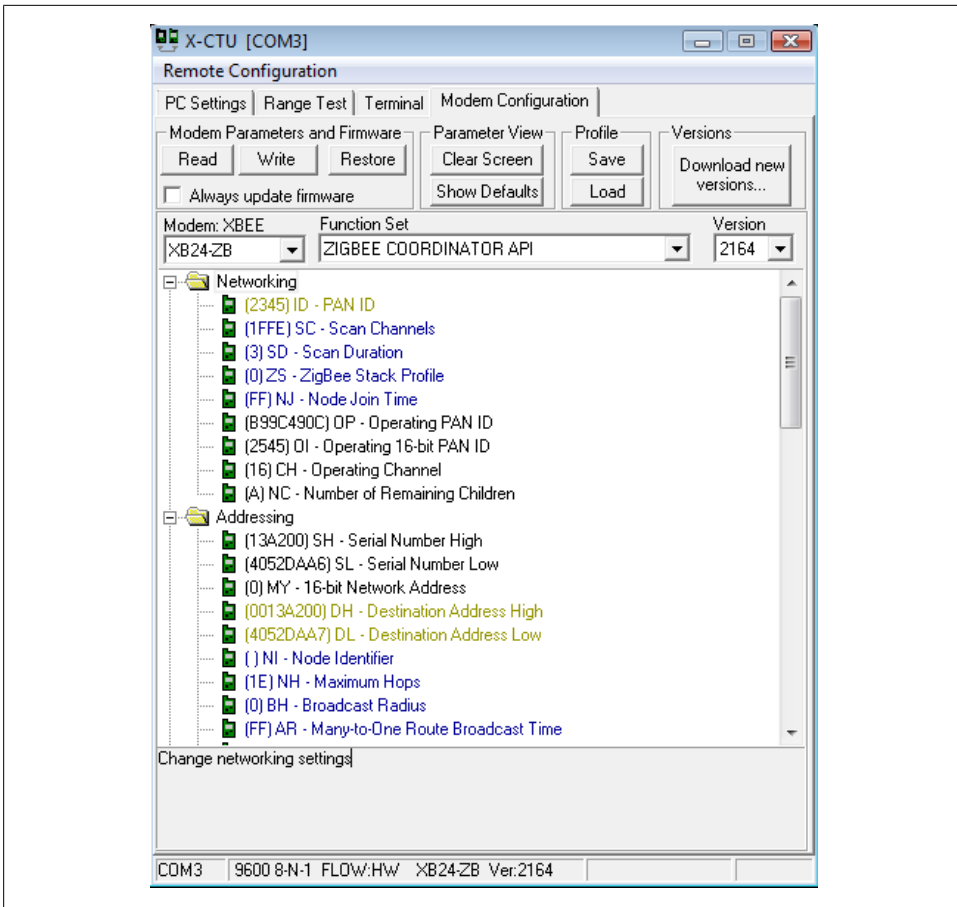 X-CTU [COM3]
Remote Configuration
PC Settings Range Test Terminal Modem Configuration
Modem Parameters and Firmware Parameter View Profile Versions
Read Write Restore Clear Screen Save Download new versions...
Always update firmware Show Defaults Load
Modem: XBEE Function Set Version
XB24-ZB ZIGBEE COORDINATOR API 2164
Networking
(2345) ID - PAN ID
(1FFE) SC - Scan Channels
(3) SD - Scan Duration
(0) ZS - ZigBee Stack Profile
(FF) NJ - Node Join Time
(B99C490C) OP - Operating PAN ID
(2545) OI - Operating 16-bit PAN ID
(16) CH - Operating Channel
(A) NC - Number of Remaining Children
Addressing
(13A200) SH - Serial Number High
(4052DAA6) SL - Serial Number Low
(0) MY - 16-bit Network Address
(0013A200) DH - Destination Address High
(4052DAA7) DL - Destination Address Low
( ) NI - Node Identifier
(1E) NH - Maximum Hops
(0) BH - Broadcast Radius
(FF) AR - Many-to-One Route Broadcast Time
Change networking settings
COM3 9600 8-N-1 FLOW:HW XB24-ZB Ver:2164